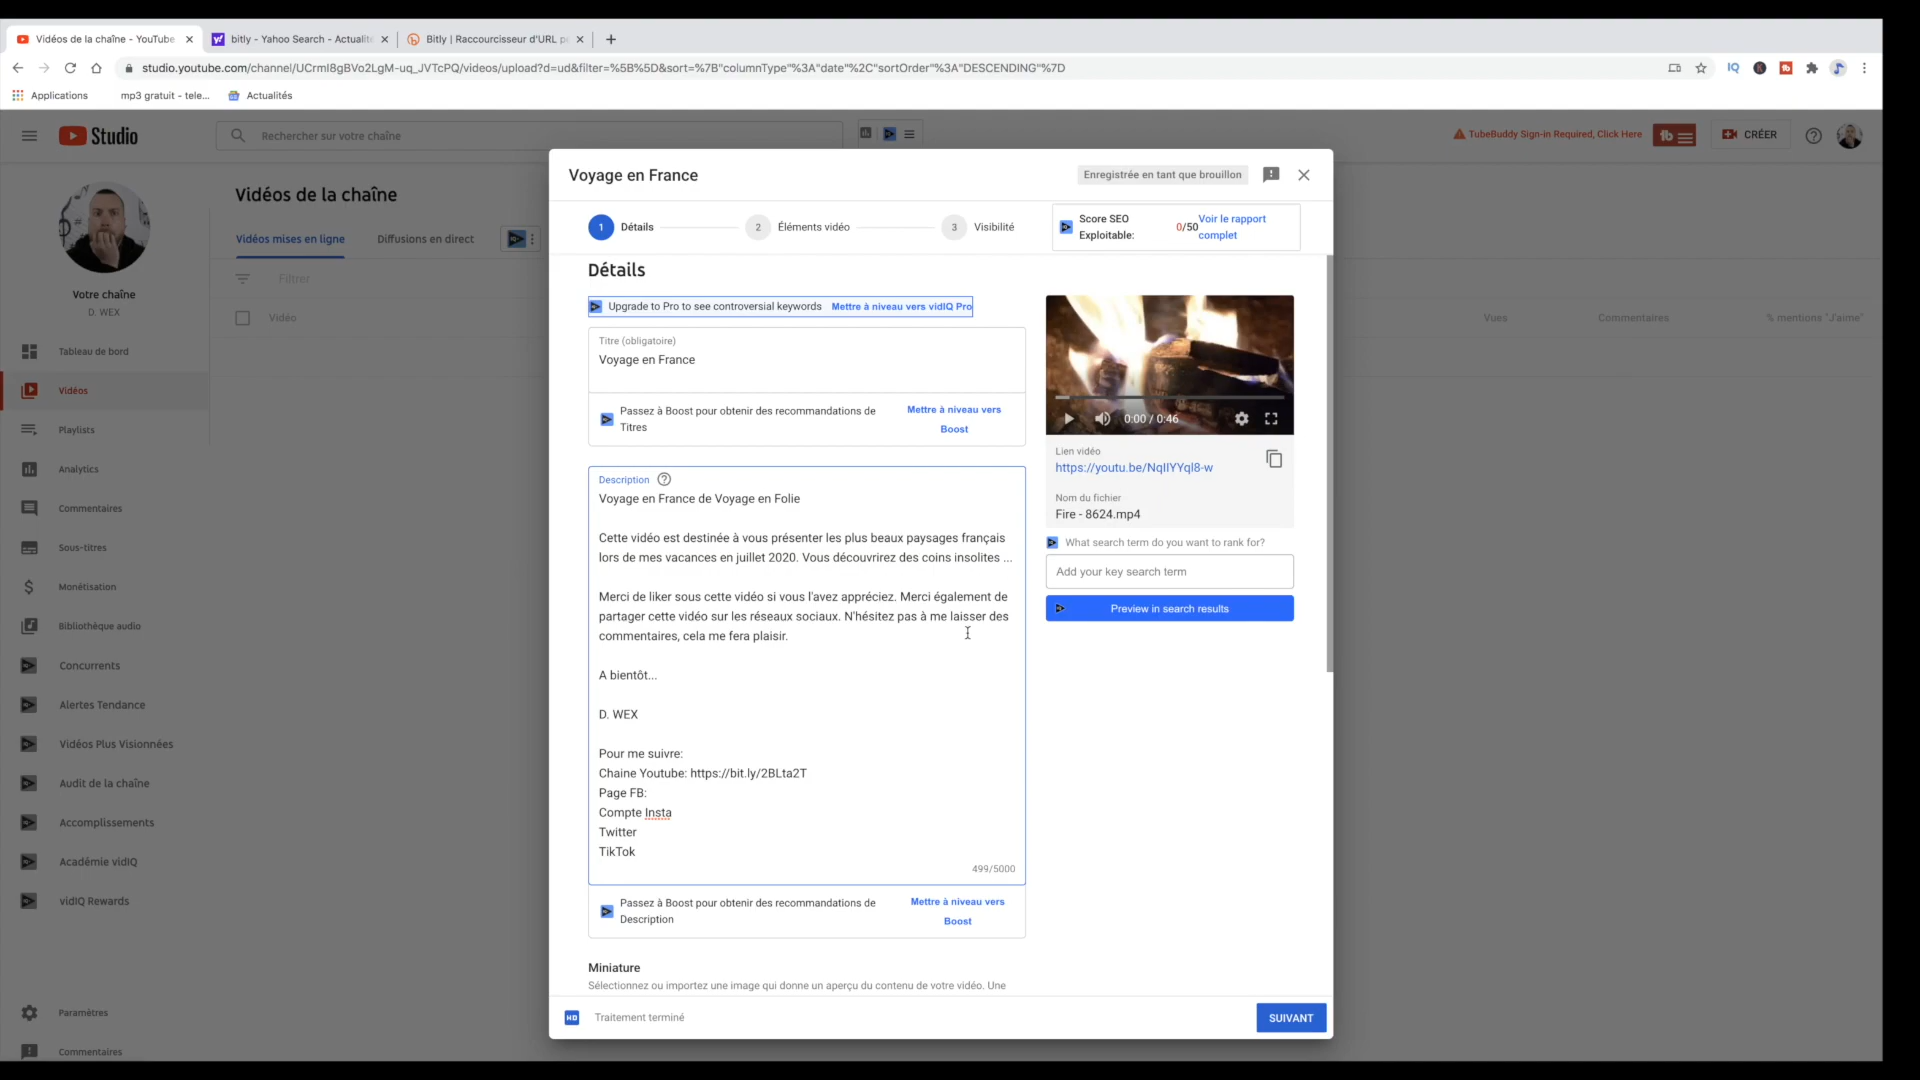 Vidéos de la chaîne - YouTube
bitly - Yahoo Search - Actualité
Bitly | Raccourcisseur d'URL p
studio.youtube.com/channel/UCrmI8gBVo2LgM-uq_JVTcPQ/videos/upload?d=ud&filter=%5B%5D&sort=%7B"columnType"%3A"date"%2C"sortOrder"%3A"DESCENDING"%7D
Applications
mp3 gratuit - tele...
Actualités
Studio
Rechercher sur votre chaîne
TubeBuddy Sign-in Required, Click Here
CRÉER
Votre chaîne
D. WEX
Tableau de bord
Vidéos
Playlists
Analytics
Commentaires
Sous-titres
Monétisation
Bibliothèque audio
Concurrents
Alertes Tendance
Vidéos Plus Visionnées
Audit de la chaîne
Accomplissements
Académie vidIQ
vidIQ Rewards
Paramètres
Commentaires
Vidéos de la chaîne
Vidéos mises en ligne
Diffusions en direct
Filtrer
Vidéo
Vues
Commentaires
% mentions "J'aime"
Voyage en France
Enregistrée en tant que brouillon
1
Détails
2
Éléments vidéo
3
Visibilité
Score SEO
Exploitable:
0/50
Voir le rapport
complet
Détails
Upgrade to Pro to see controversial keywords Mettre à niveau vers vidIQ Pro
Titre (obligatoire)
Voyage en France
Passez à Boost pour obtenir des recommandations de
Titres
Mettre à niveau vers
Boost
Description
Voyage en France de Voyage en Folie
Cette vidéo est destinée à vous présenter les plus beaux paysages français
lors de mes vacances en juillet 2020. Vous découvrirez des coins insolites ...
Merci de liker sous cette vidéo si vous l'avez appréciez. Merci également de
partager cette vidéo sur les réseaux sociaux. N'hésitez pas à me laisser des
commentaires, cela me fera plaisir.
A bientôt...
D. WEX
Pour me suivre:
Chaine Youtube: https://bit.ly/2BLta2T
Page FB:
Compte Insta
Twitter
TikTok
499/5000
Passez à Boost pour obtenir des recommandations de
Description
Mettre à niveau vers
Boost
Miniature
Sélectionnez ou importez une image qui donne un aperçu du contenu de votre vidéo. Une
0:00 / 0:46
Lien vidéo
https://youtu.be/NqIlYYql8-w
Nom du fichier
Fire - 8624.mp4
What search term do you want to rank for?
Add your key search term
Preview in search results
HD
Traitement terminé
SUIVANT